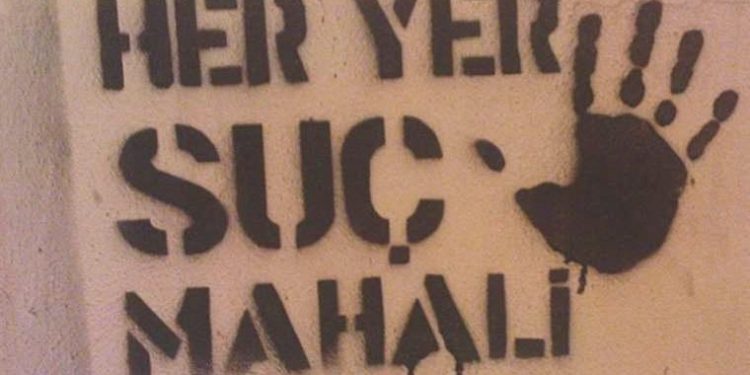 HER YER
SUÇ
MAHALİ